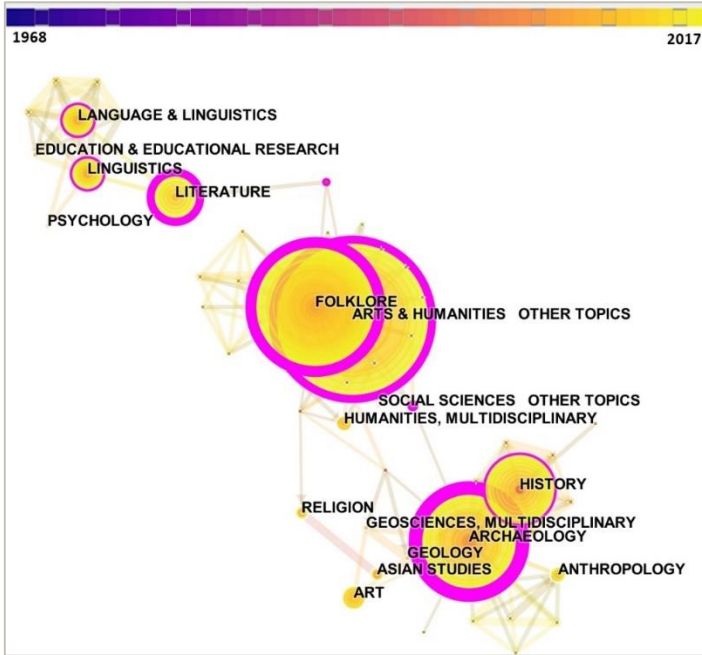 1968 2017
LANGUAGE & LINGUISTICS
EDUCATION & EDUCATIONAL RESEARCH
LINGUISTICS
LITERATURE
PSYCHOLOGY
FOLKLORE
ARTS & HUMANITIES OTHER TOPICS
SOCIAL SCIENCES OTHER TOPICS
HUMANITIES, MULTIDISCIPLINARY
HISTORY
RELIGION
GEOSCIENCES, MULTIDISCIPLINARY
ARCHAEOLOGY
GEOLOGY
ASIAN STUDIES
ANTHROPOLOGY
ART